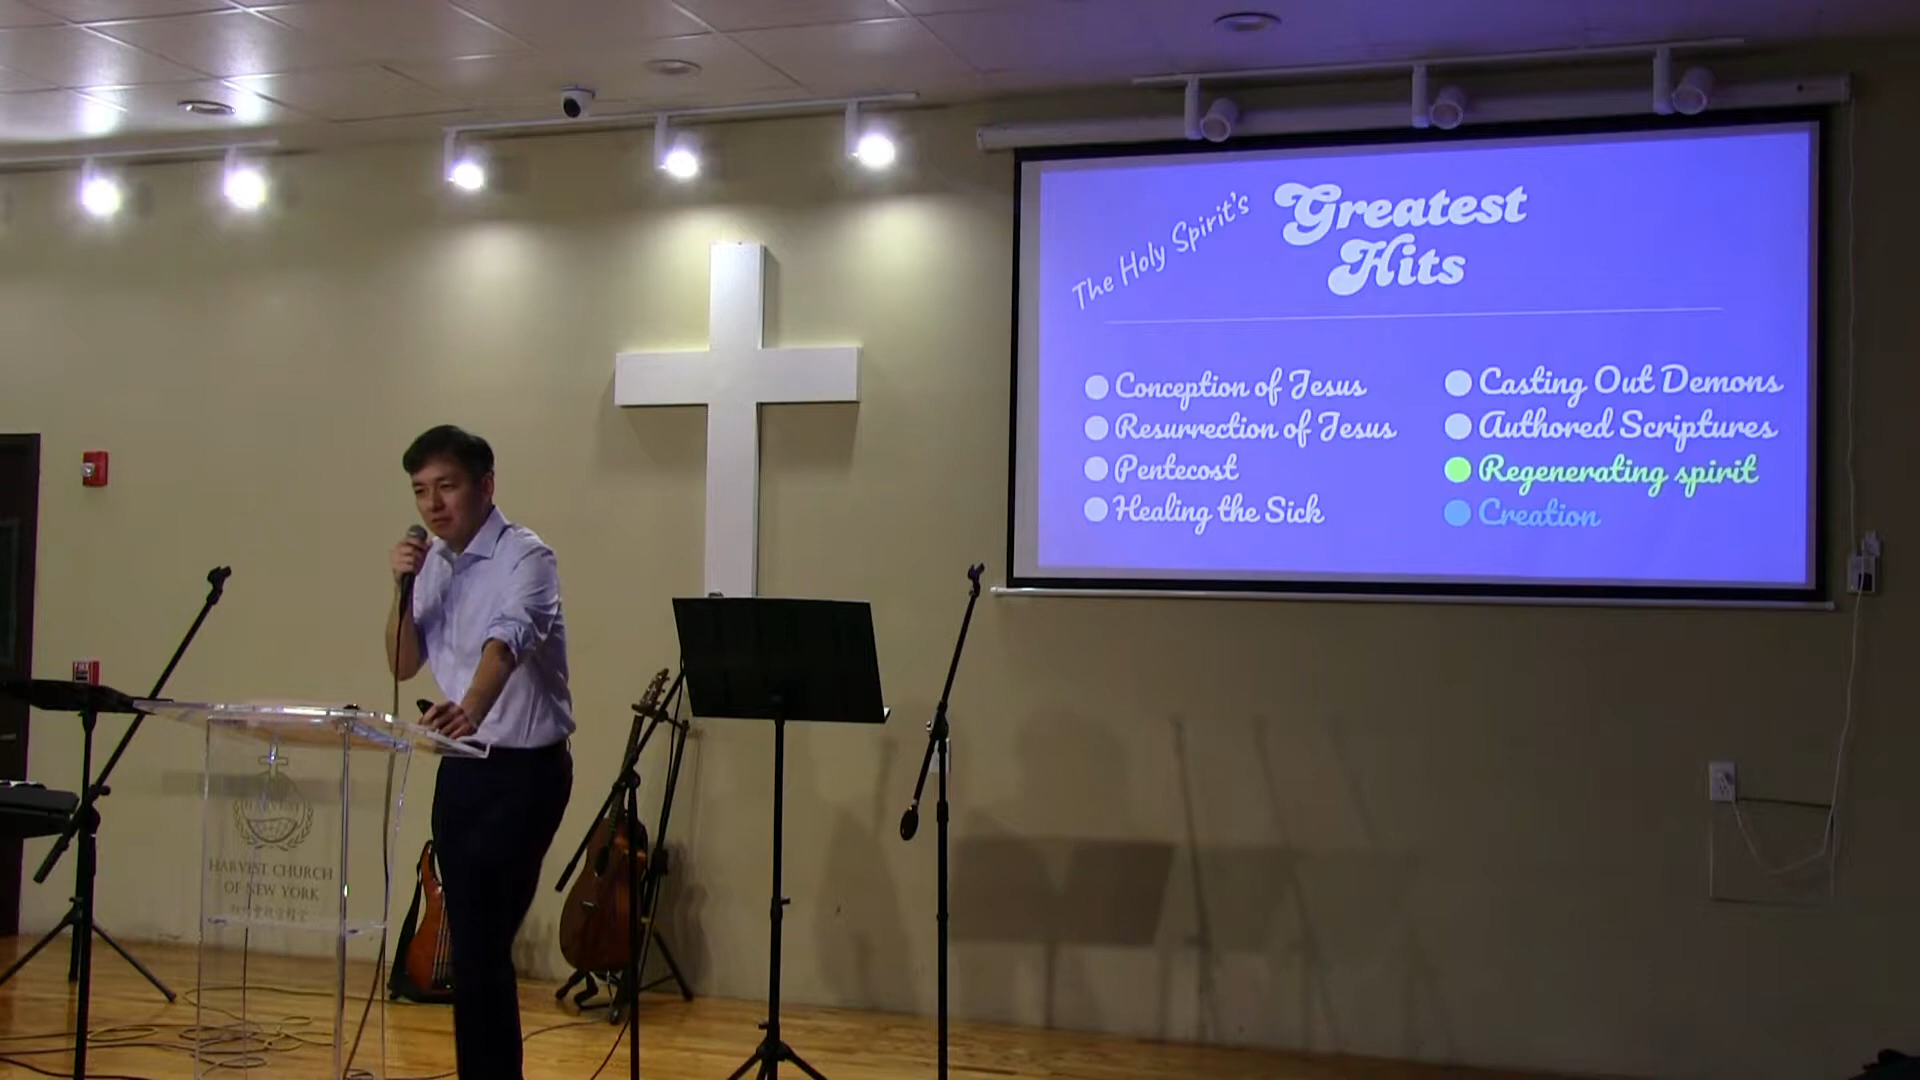 The Holy Spirit's
Greatest
Hits
Conception of Jesus
Resurrection of Jesus
Pentecost
Healing the Sick
Casting Out Demons
Authored Scriptures
Regenerating spirit
Creation
HARVEST
HARVEST CHURCH
OF NEW YORK